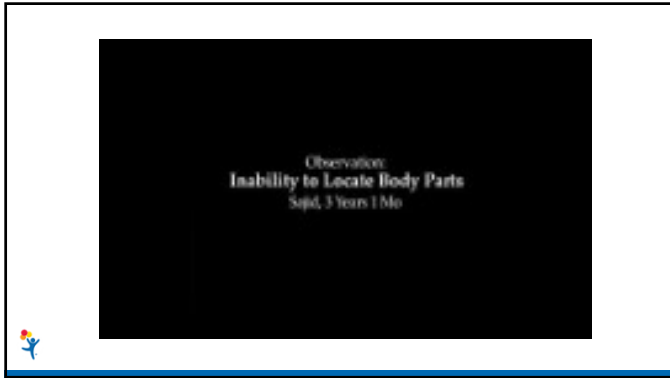 Observation:
Inability to Locate Body Parts
Sajid, 3 Years 1 Mo